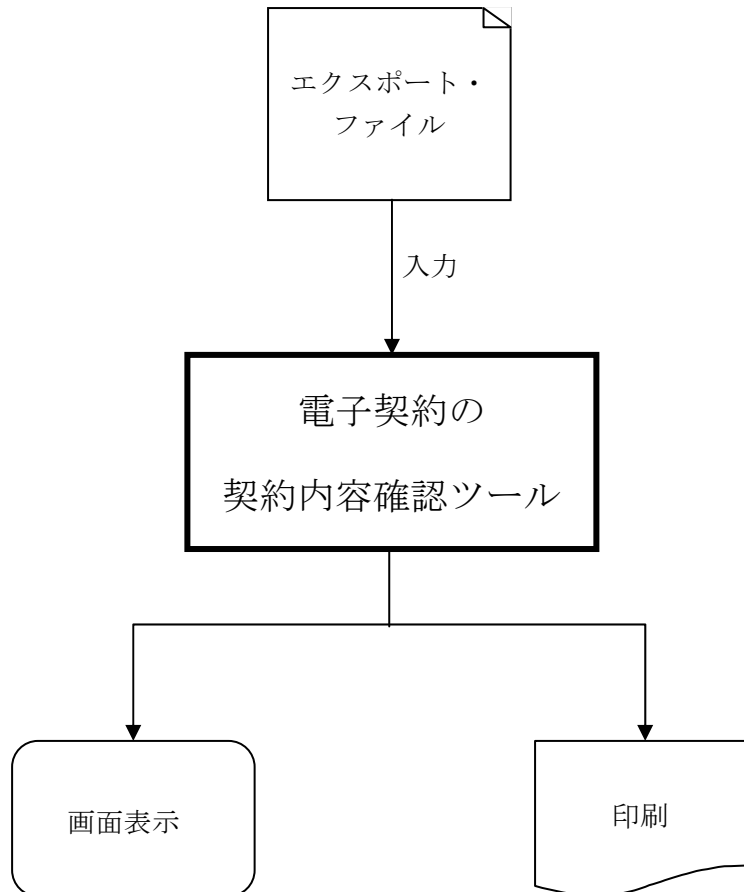 エクスポート・
ファイル
入力
電子契約の
契約内容確認ツール
画面表示
印刷